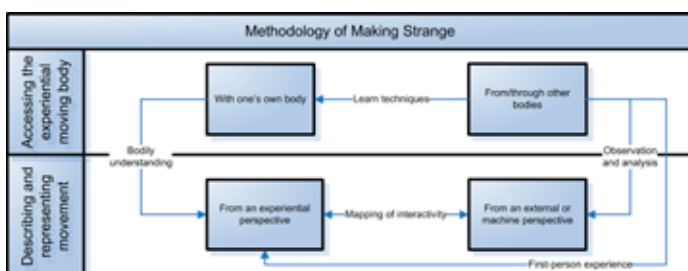 Methodology of Making Strange
Accessing the
experiential
moving body
With one's own body
Learn techniques
From/through other
bodies
Bodily
understanding
Observation
and analysis
Describing and
representing
movement
From an experiential
perspective
Mapping of interactivity
From an external or
machine perspective
First-person experience